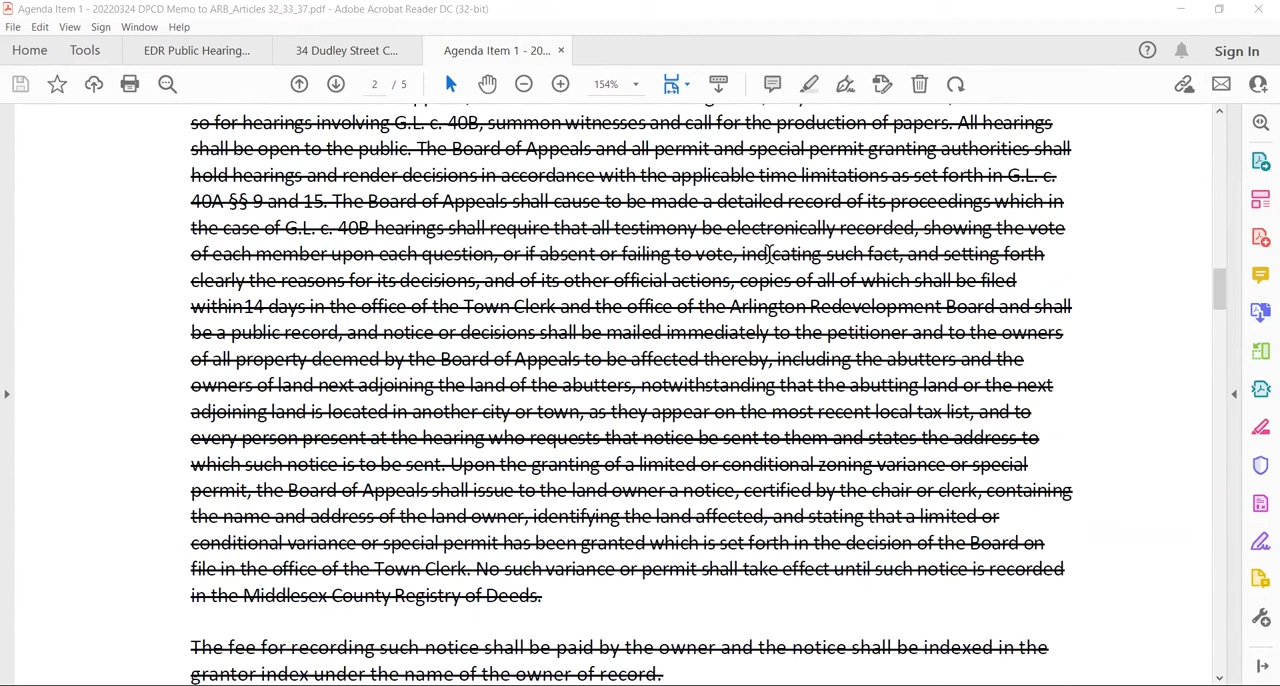 Agenda Item 1 - 20220324 DPCD Memo to ARB_Articles 32_33_37.pdf - Adobe Acrobat Reader DC (32-bit)
File Edit View Sign Window Help
Home Tools EDR Public Hearing... 34 Dudley Street C... Agenda Item 1 - 20... × Sign In
2 / 5 154%
so for hearings involving G.L. c. 40B, summon witnesses and call for the production of papers. All hearings
shall be open to the public. The Board of Appeals and all permit and special permit granting authorities shall
hold hearings and render decisions in accordance with the applicable time limitations as set forth in G.L. c.
40A §§ 9 and 15. The Board of Appeals shall cause to be made a detailed record of its proceedings which in
the case of G.L. c. 40B hearings shall require that all testimony be electronically recorded, showing the vote
of each member upon each question, or if absent or failing to vote, indicating such fact, and setting forth
clearly the reasons for its decisions, and of its other official actions, copies of all of which shall be filed
within14 days in the office of the Town Clerk and the office of the Arlington Redevelopment Board and shall
be a public record, and notice or decisions shall be mailed immediately to the petitioner and to the owners
of all property deemed by the Board of Appeals to be affected thereby, including the abutters and the
owners of land next adjoining the land of the abutters, notwithstanding that the abutting land or the next
adjoining land is located in another city or town, as they appear on the most recent local tax list, and to
every person present at the hearing who requests that notice be sent to them and states the address to
which such notice is to be sent. Upon the granting of a limited or conditional zoning variance or special
permit, the Board of Appeals shall issue to the land owner a notice, certified by the chair or clerk, containing
the name and address of the land owner, identifying the land affected, and stating that a limited or
conditional variance or special permit has been granted which is set forth in the decision of the Board on
file in the office of the Town Clerk. No such variance or permit shall take effect until such notice is recorded
in the Middlesex County Registry of Deeds.
The fee for recording such notice shall be paid by the owner and the notice shall be indexed in the
grantor index under the name of the owner of record.